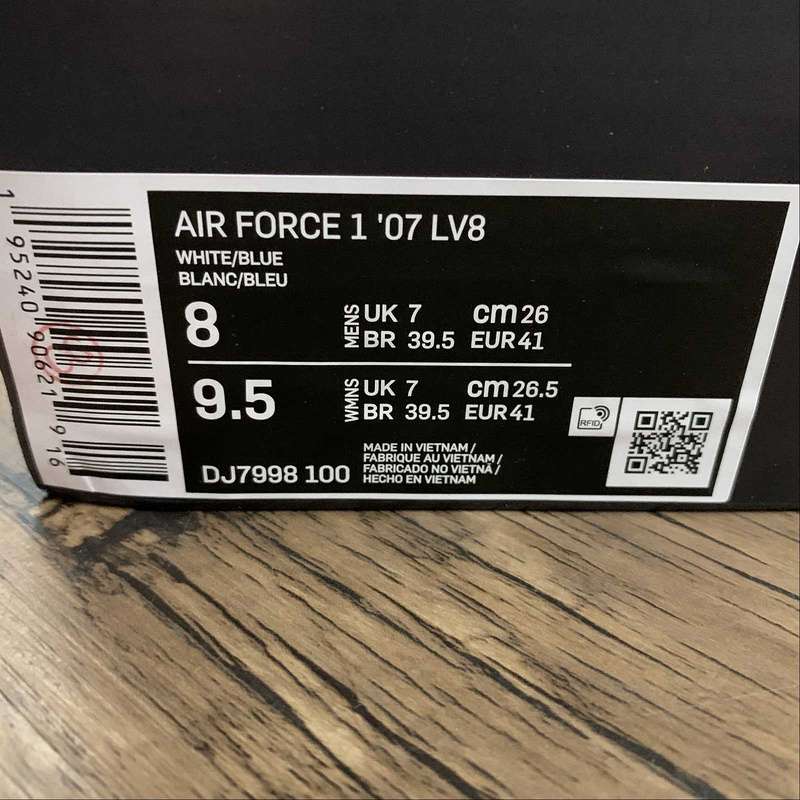 AIR FORCE 1 '07 LV8
WHITE/BLUE
BLANC/BLEU
8 MENS UK 7 cm 26
BR 39.5 EUR 41
9.5 WMNS UK 7 cm 26.5
BR 39.5 EUR 41
MADE IN VIETNAM /
FABRIQUE AU VIETNAM /
FABRICADO NO VIETNÃ /
HECHO EN VIETNAM
DJ7998 100
RFID
1 95240 90621 9 16